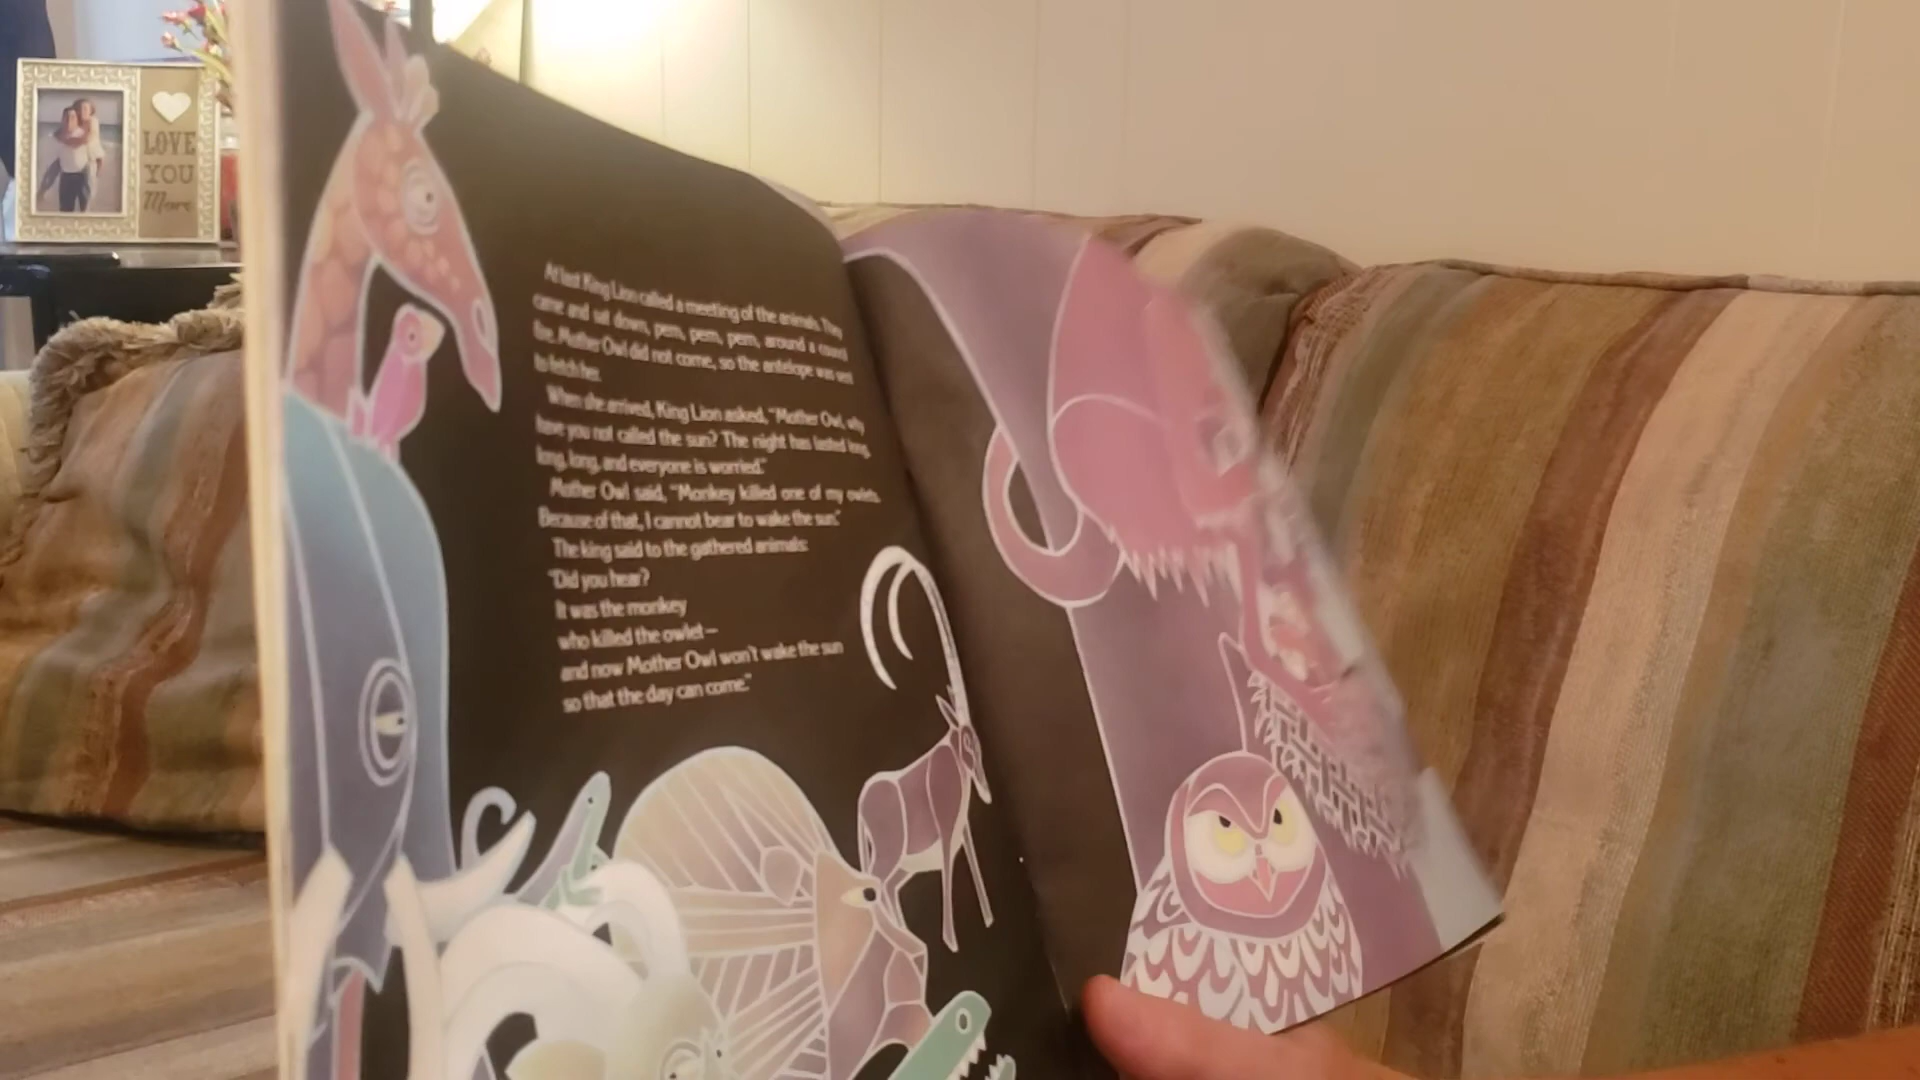 LOVE
YOU
More
At last King Lion called a meeting of the animals. They
came and sat down, pem, pem, pem, around a council
fire. Mother Owl did not come, so the antelope was sent
to fetch her.
When she arrived, King Lion asked, "Mother Owl, why
have you not called the sun? The night has lasted long,
long, long, and everyone is worried."
Mother Owl said, "Monkey killed one of my owlets.
Because of that, I cannot bear to wake the sun."
The king said to the gathered animals:
"Did you hear?
It was the monkey
who killed the owlet—
and now Mother Owl won't wake the sun
so that the day can come."